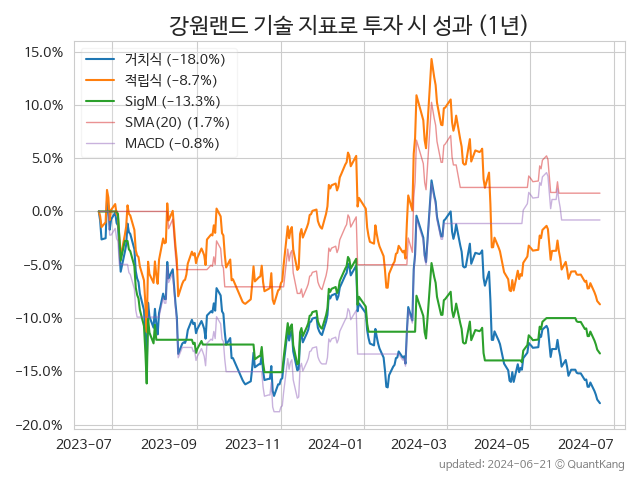 강원랜드 기술 지표로 투자 시 성과 (1년)
15.0%
10.0%
5.0%
0.0%
−5.0%
−10.0%
−15.0%
−20.0%
거치식 (−18.0%)
적립식 (−8.7%)
SigM (−13.3%)
SMA(20) (1.7%)
MACD (−0.8%)
2023-07
2023-09
2023-11
2024-01
2024-03
2024-05
2024-07
updated: 2024-06-21 © QuantKang